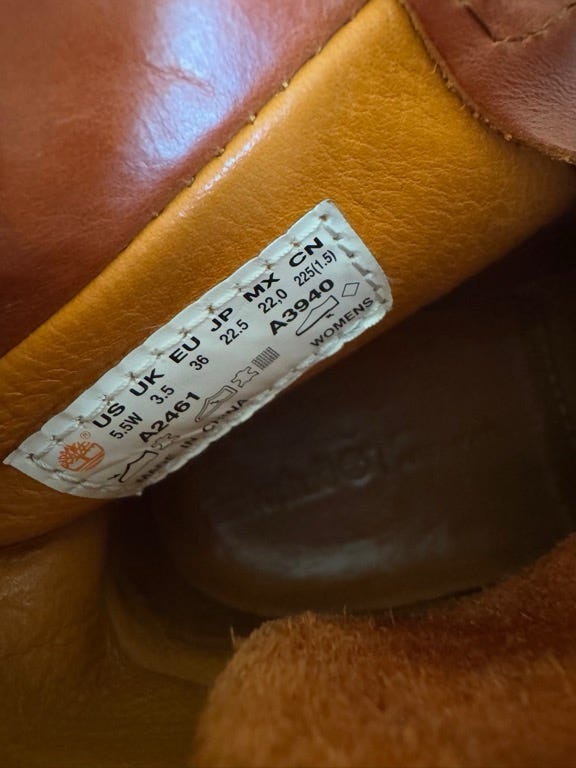 US UK EU JP MX CN
5.5W 3.5 36 22.5 22,0 225(1.5)
A2461 A3940
WOMENS
MADE IN CHINA